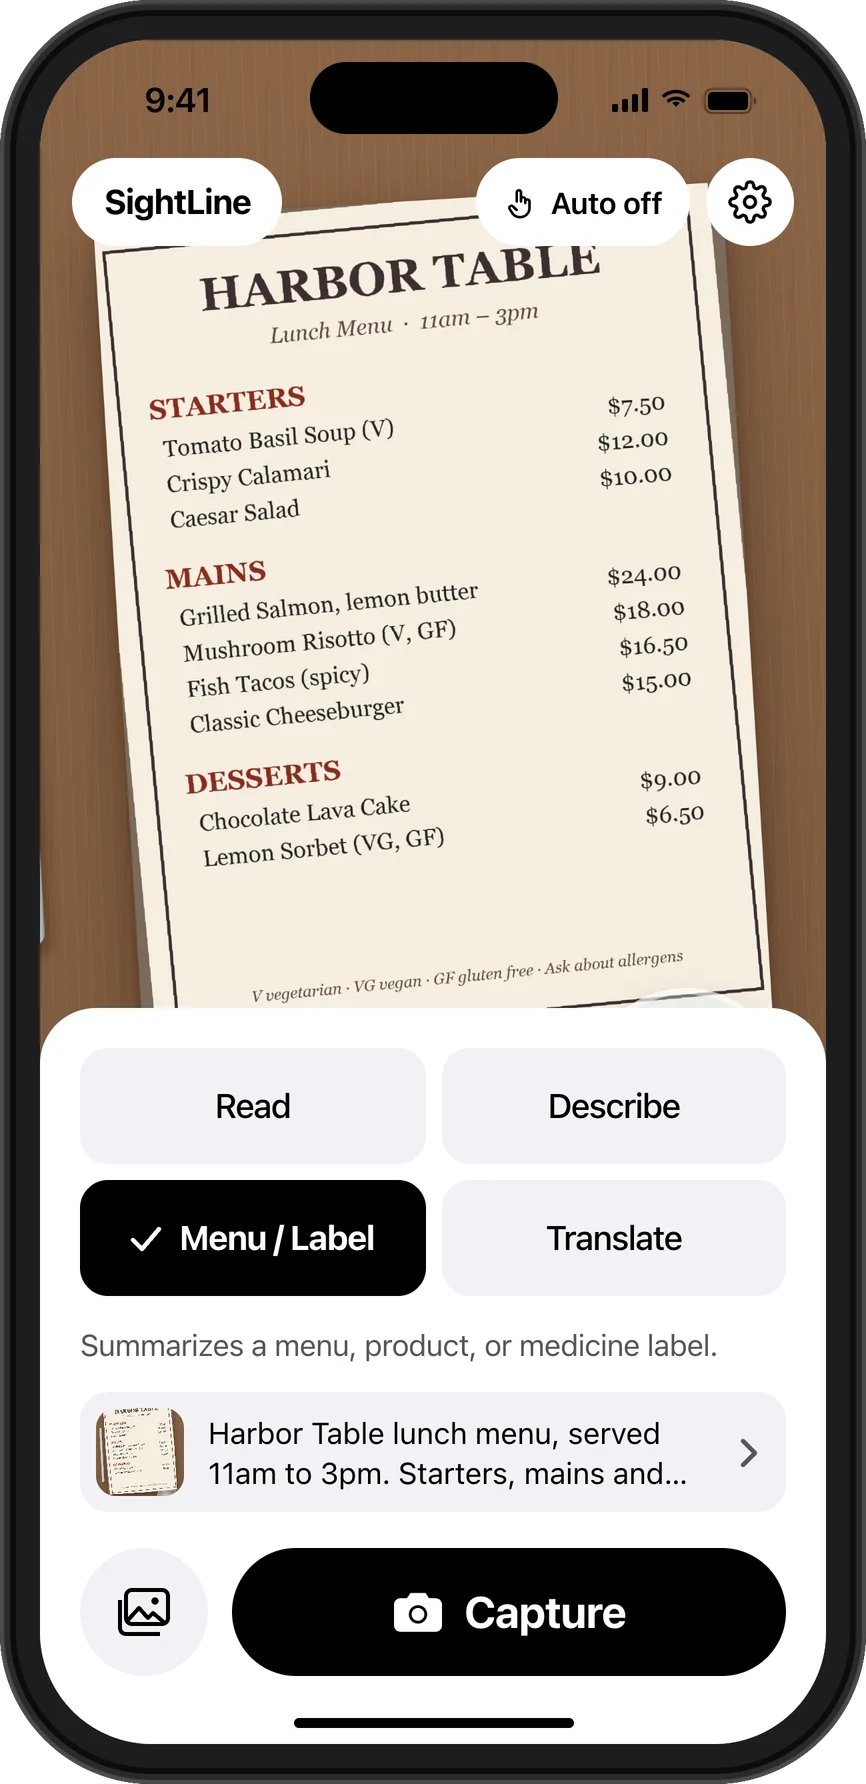 9:41
SightLine
Auto off
HARBOR TABLE
Lunch Menu · 11am – 3pm
STARTERS
Tomato Basil Soup (V) $7.50
Crispy Calamari $12.00
Caesar Salad $10.00
MAINS
Grilled Salmon, lemon butter $24.00
Mushroom Risotto (V, GF) $18.00
Fish Tacos (spicy) $16.50
Classic Cheeseburger $15.00
DESSERTS
Chocolate Lava Cake $9.00
Lemon Sorbet (VG, GF) $6.50
V vegetarian · VG vegan · GF gluten free · Ask about allergens
Read
Describe
Menu / Label
Translate
Summarizes a menu, product, or medicine label.
Harbor Table lunch menu, served
11am to 3pm. Starters, mains and...
Capture